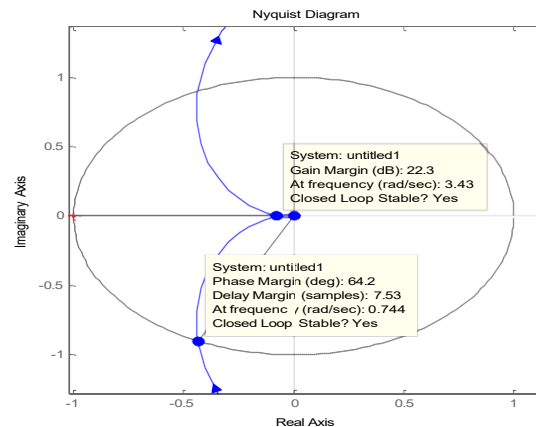 Nyquist Diagram
Imaginary Axis
1
0.5
0
-0.5
-1
System: untitled1
Gain Margin (dB): 22.3
At frequency (rad/sec): 3.43
Closed Loop Stable? Yes
System: untitled1
Phase Margin (deg): 64.2
Delay Margin (samples): 7.53
At frequency (rad/sec): 0.744
Closed Loop Stable? Yes
-1
-0.5
0
0.5
1
Real Axis